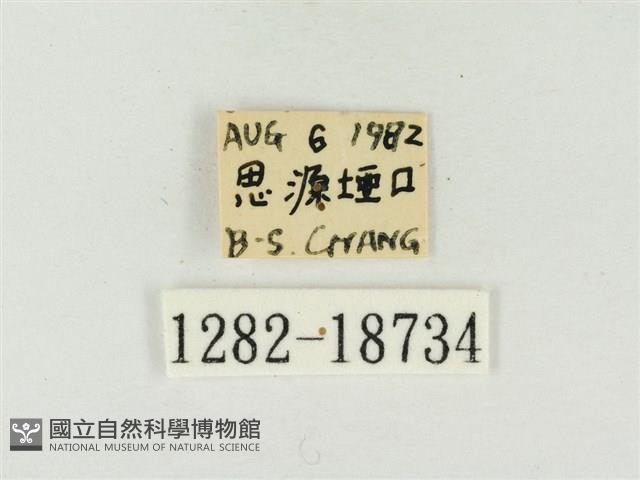 AUG 6 1982
思源埡口
B-S. CHANG
1282-18734
國立自然科學博物館
NATIONAL MUSEUM OF NATURAL SCIENCE